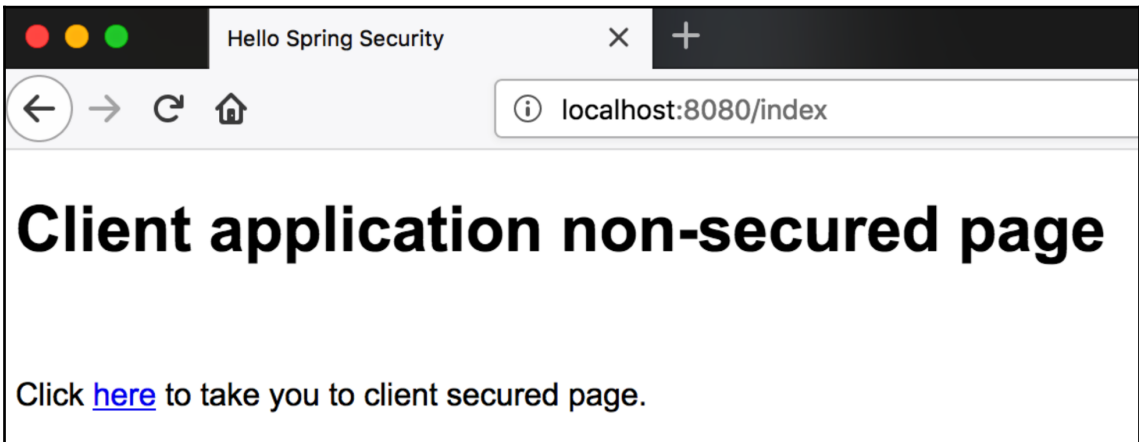 Hello Spring Security
localhost:8080/index
Client application non-secured page
Click here to take you to client secured page.